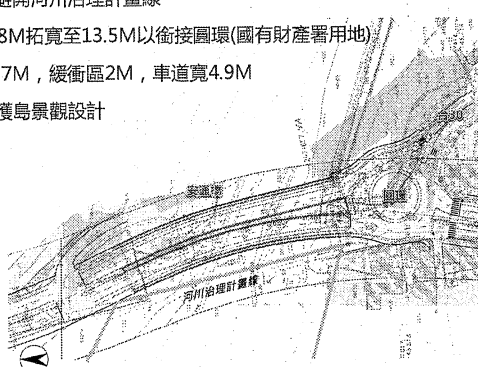 避開河川治理計畫線
8M拓寬至13.5M以銜接圓環(國有財產署用地)
7M，緩衝區2M，車道寬4.9M
護島景觀設計
台30
安通溪
圓環
河川治理計畫線